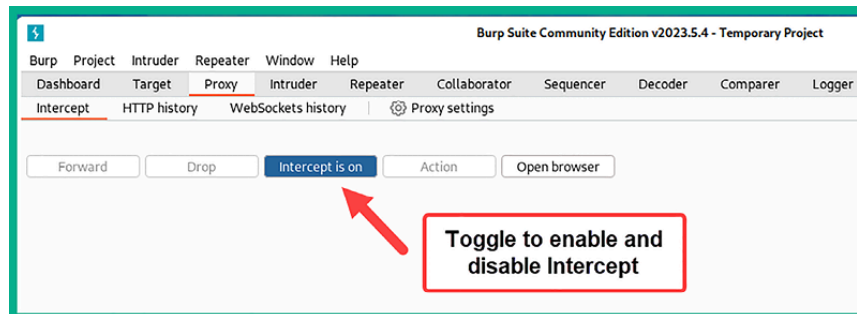 Burp Suite Community Edition v2023.5.4 - Temporary Project
Burp Project Intruder Repeater Window Help
Dashboard Target Proxy Intruder Repeater Collaborator Sequencer Decoder Comparer Logger
Intercept HTTP history WebSockets history Proxy settings
Forward Drop Intercept is on Action Open browser
Toggle to enable and
disable Intercept